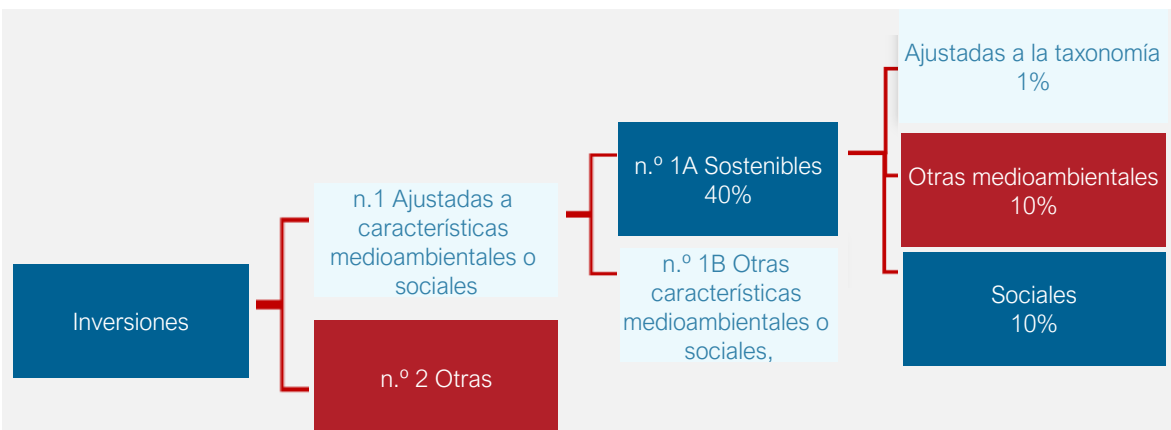 Inversiones
n.1 Ajustadas a
características
medioambientales o
sociales
n.º 2 Otras
n.º 1A Sostenibles
40%
n.º 1B Otras
características
medioambientales o
sociales,
Ajustadas a la taxonomía
1%
Otras medioambientales
10%
Sociales
10%